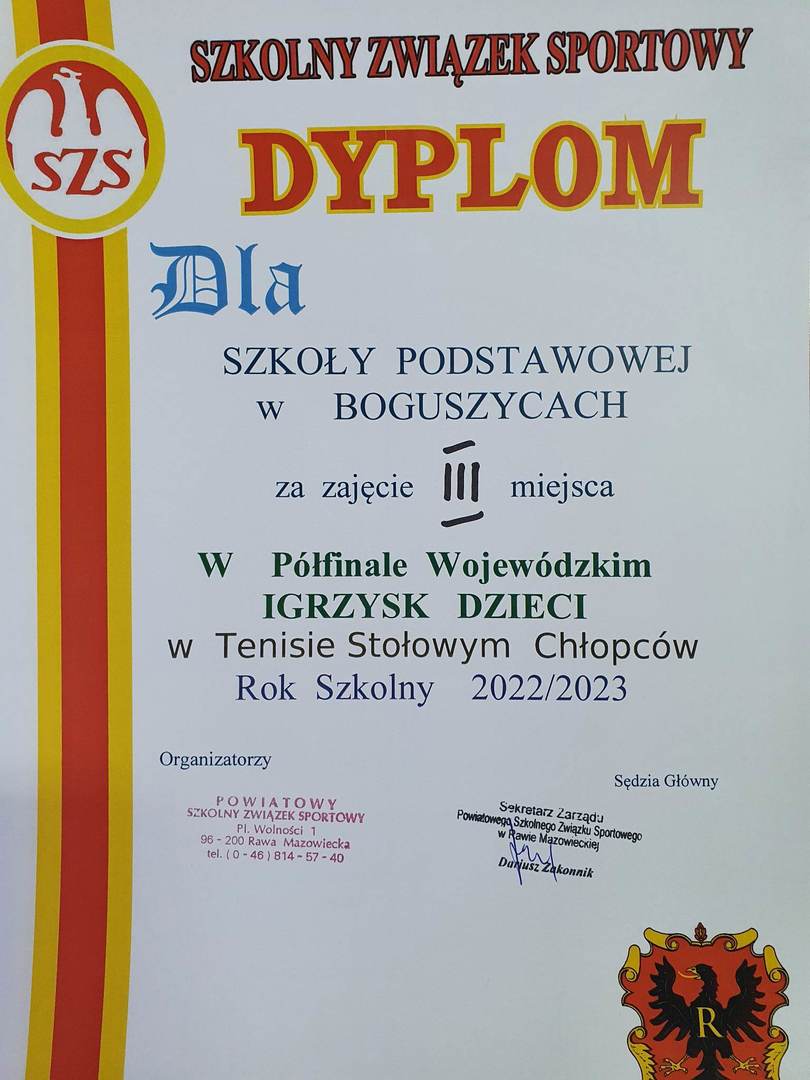 SZKOLNY ZWIĄZEK SPORTOWY
SZS
DYPLOM
Dla
SZKOŁY PODSTAWOWEJ
w BOGUSZYCACH
za zajęcie III miejsca
W Półfinale Wojewódzkim
IGRZYSK DZIECI
w Tenisie Stołowym Chłopców
Rok Szkolny 2022/2023
Organizatorzy
Sędzia Główny
POWIATOWY
SZKOLNY ZWIĄZEK SPORTOWY
Pl. Wolności 1
96-200 Rawa Mazowiecka
tel. (0-46) 814-57-40
Sekretarz Zarządu
Powiatowego Szkolnego Związku Sportowego
w Rawie Mazowieckiej
Dariusz Zakonnik
R